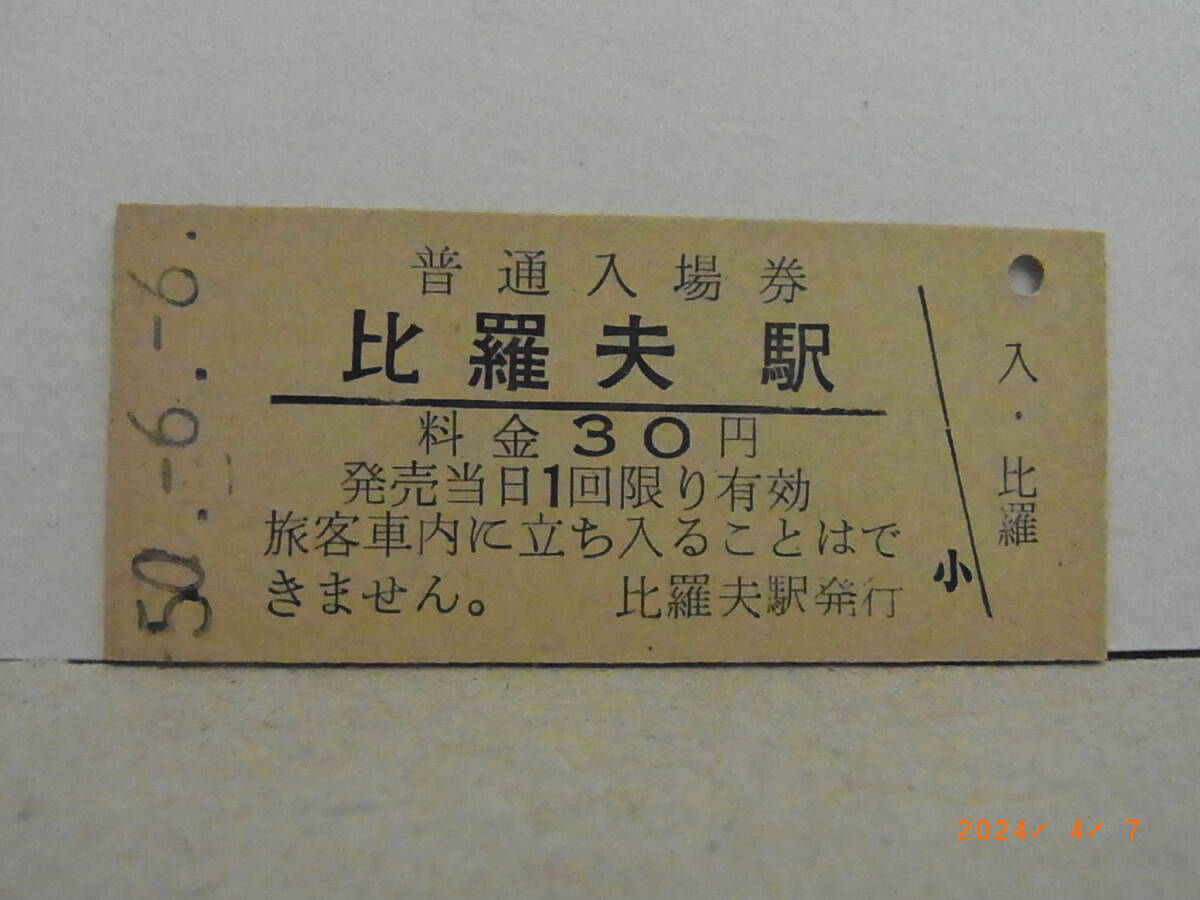 普通入場券
比羅夫駅
料金30円
発売当日1回限り有効
旅客車内に立ち入ることはで
きません。 比羅夫駅発行
小
入・比羅
50.-6.-6.
2024/ 4/ 7